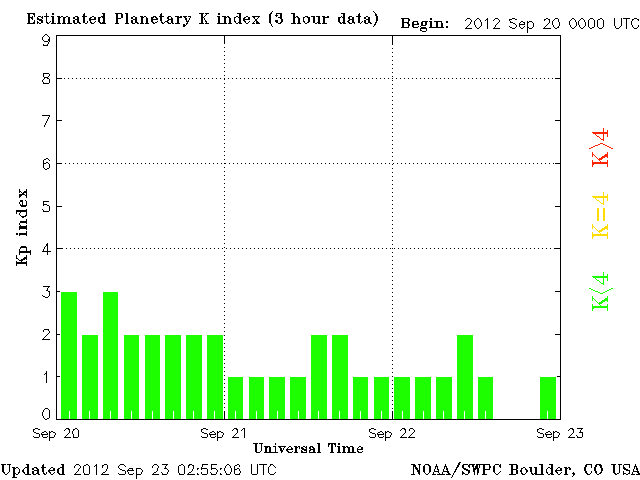 Estimated Planetary K index (3 hour data)
Begin: 2012 Sep 20 0000 UTC
9
8
7
6
5
4
3
2
1
0
Kp index
K>4
K=4
K<4
Sep 20
Sep 21
Sep 22
Sep 23
Universal Time
Updated 2012 Sep 23 02:55:06 UTC
NOAA/SWPC Boulder, CO USA